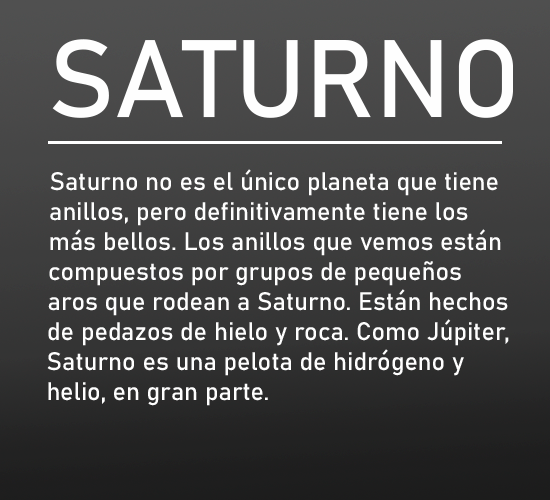 SATURNO
Saturno no es el único planeta que tiene
anillos, pero definitivamente tiene los
más bellos. Los anillos que vemos están
compuestos por grupos de pequeños
aros que rodean a Saturno. Están hechos
de pedazos de hielo y roca. Como Júpiter,
Saturno es una pelota de hidrógeno y
helio, en gran parte.